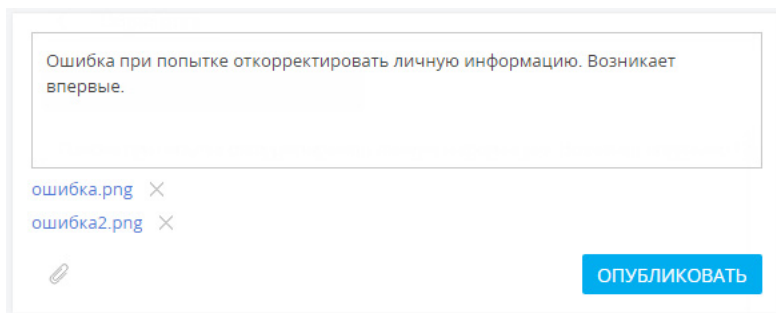 Ошибка при попытке откорректировать личную информацию. Возникает
впервые.
ошибка.png
ошибка2.png
ОПУБЛИКОВАТЬ